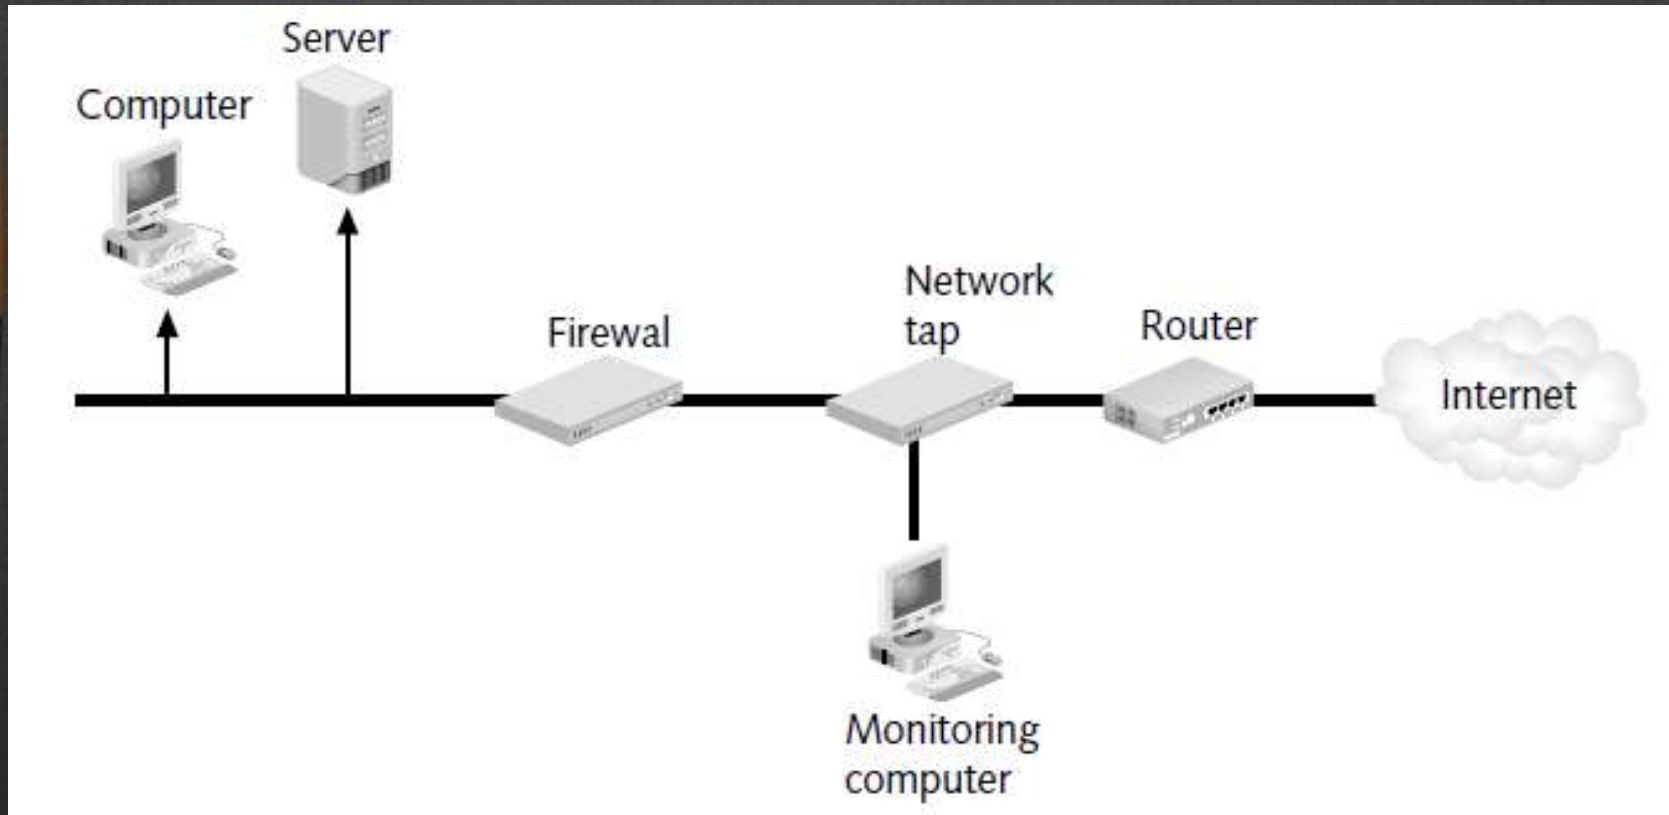 Server
Computer
Network
tap
Firewal
Router
Internet
Monitoring
computer